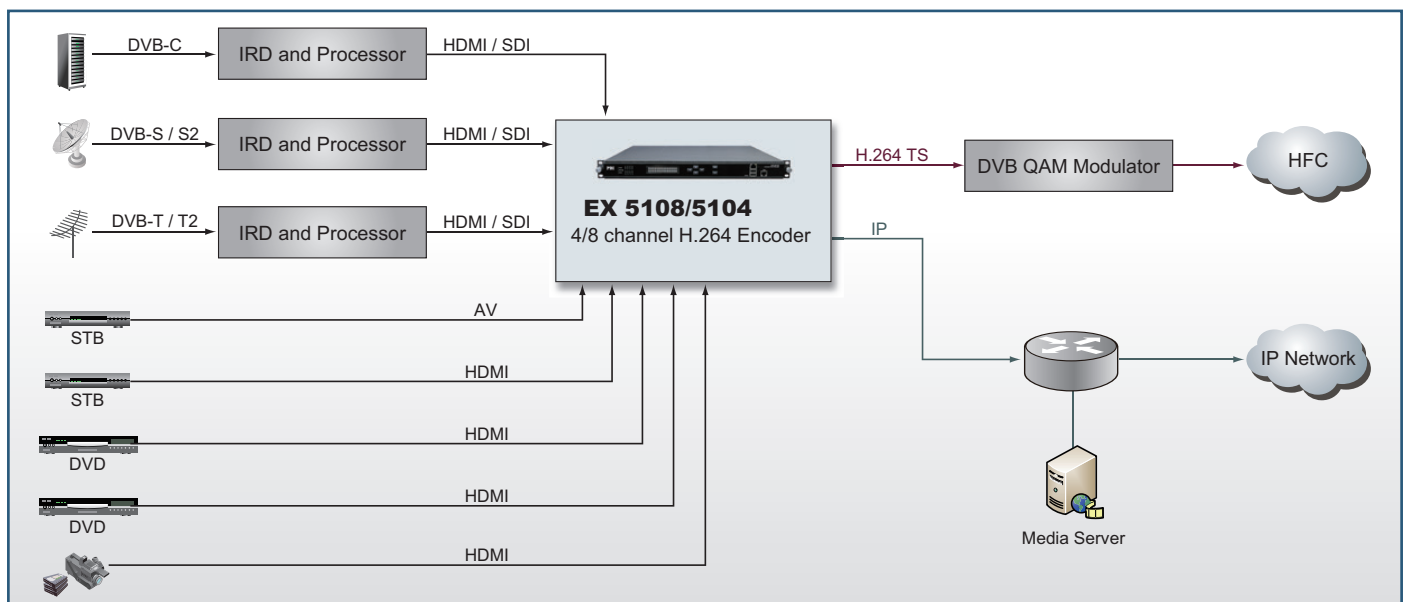 DVB-C
IRD and Processor
HDMI / SDI
DVB-S / S2
IRD and Processor
HDMI / SDI
DVB-T / T2
IRD and Processor
HDMI / SDI
EX 5108/5104
4/8 channel H.264 Encoder
H.264 TS
DVB QAM Modulator
HFC
IP
IP Network
Media Server
AV
STB
HDMI
STB
HDMI
DVD
HDMI
DVD
HDMI